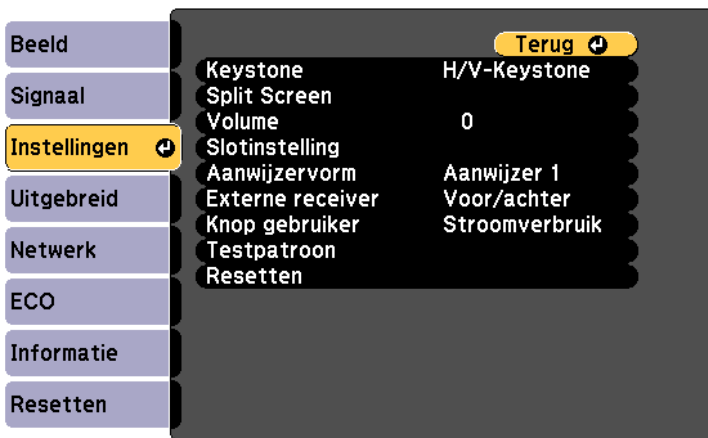 Beeld
Signaal
Instellingen
Uitgebreid
Netwerk
ECO
Informatie
Resetten
Terug
Keystone H/V-Keystone
Split Screen
Volume 0
Slotinstelling
Aanwijzervorm Aanwijzer 1
Externe receiver Voor/achter
Knop gebruiker Stroomverbruik
Testpatroon
Resetten